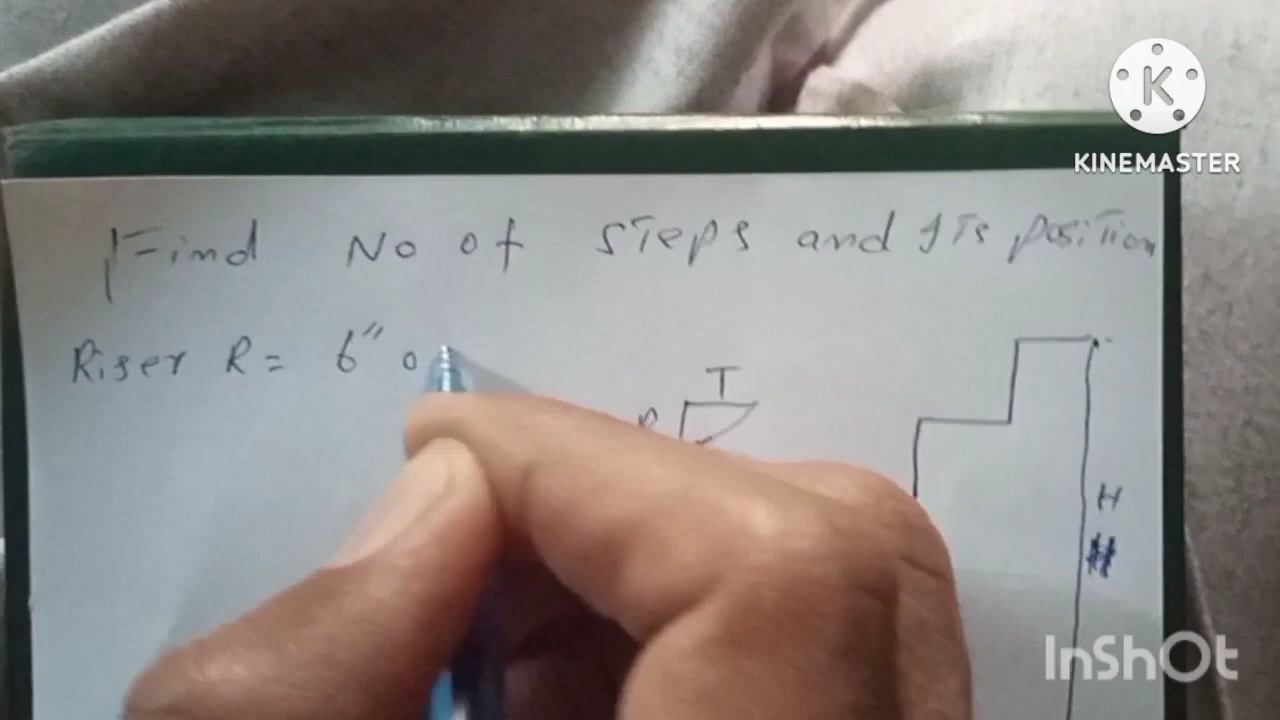 KINEMASTER
Find No of steps and Its position
Riser R = 6" o
T
R
H
InShOt